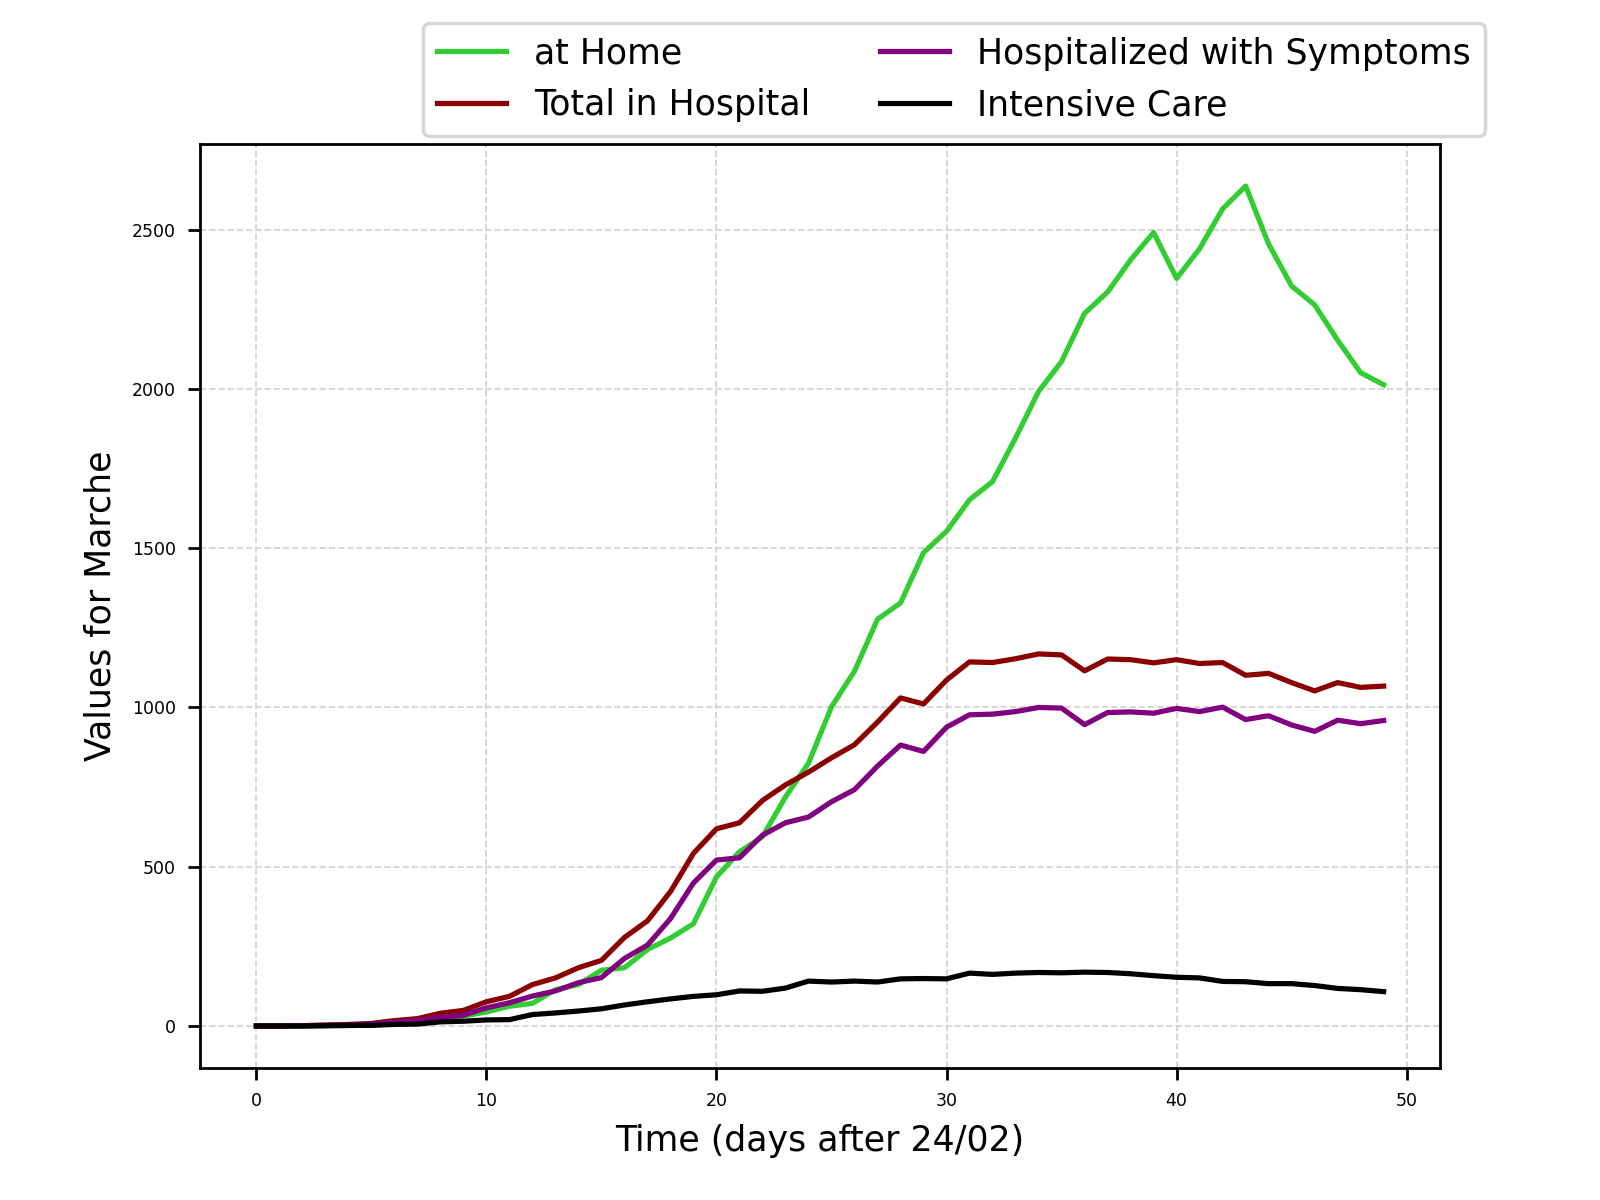 at Home
Total in Hospital
Hospitalized with Symptoms
Intensive Care
Values for Marche
2500
2000
1500
1000
500
0
0 10 20 30 40 50
Time (days after 24/02)